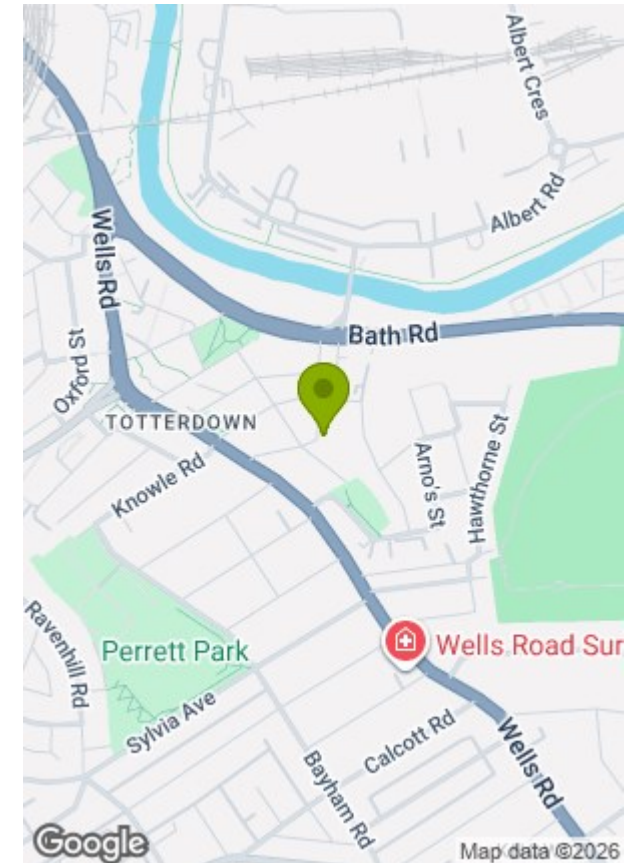 Albert Cres
Albert Rd
Wells Rd
Bath Rd
Oxford St
TOTTERDOWN
Knowle Rd
Arno's St
Hawthorne St
Ravenhill Rd
Perrett Park
Wells Road Sur
Sylvia Ave
Calcott Rd
Wells Rd
Bayham Rd
Google
Map data ©2026